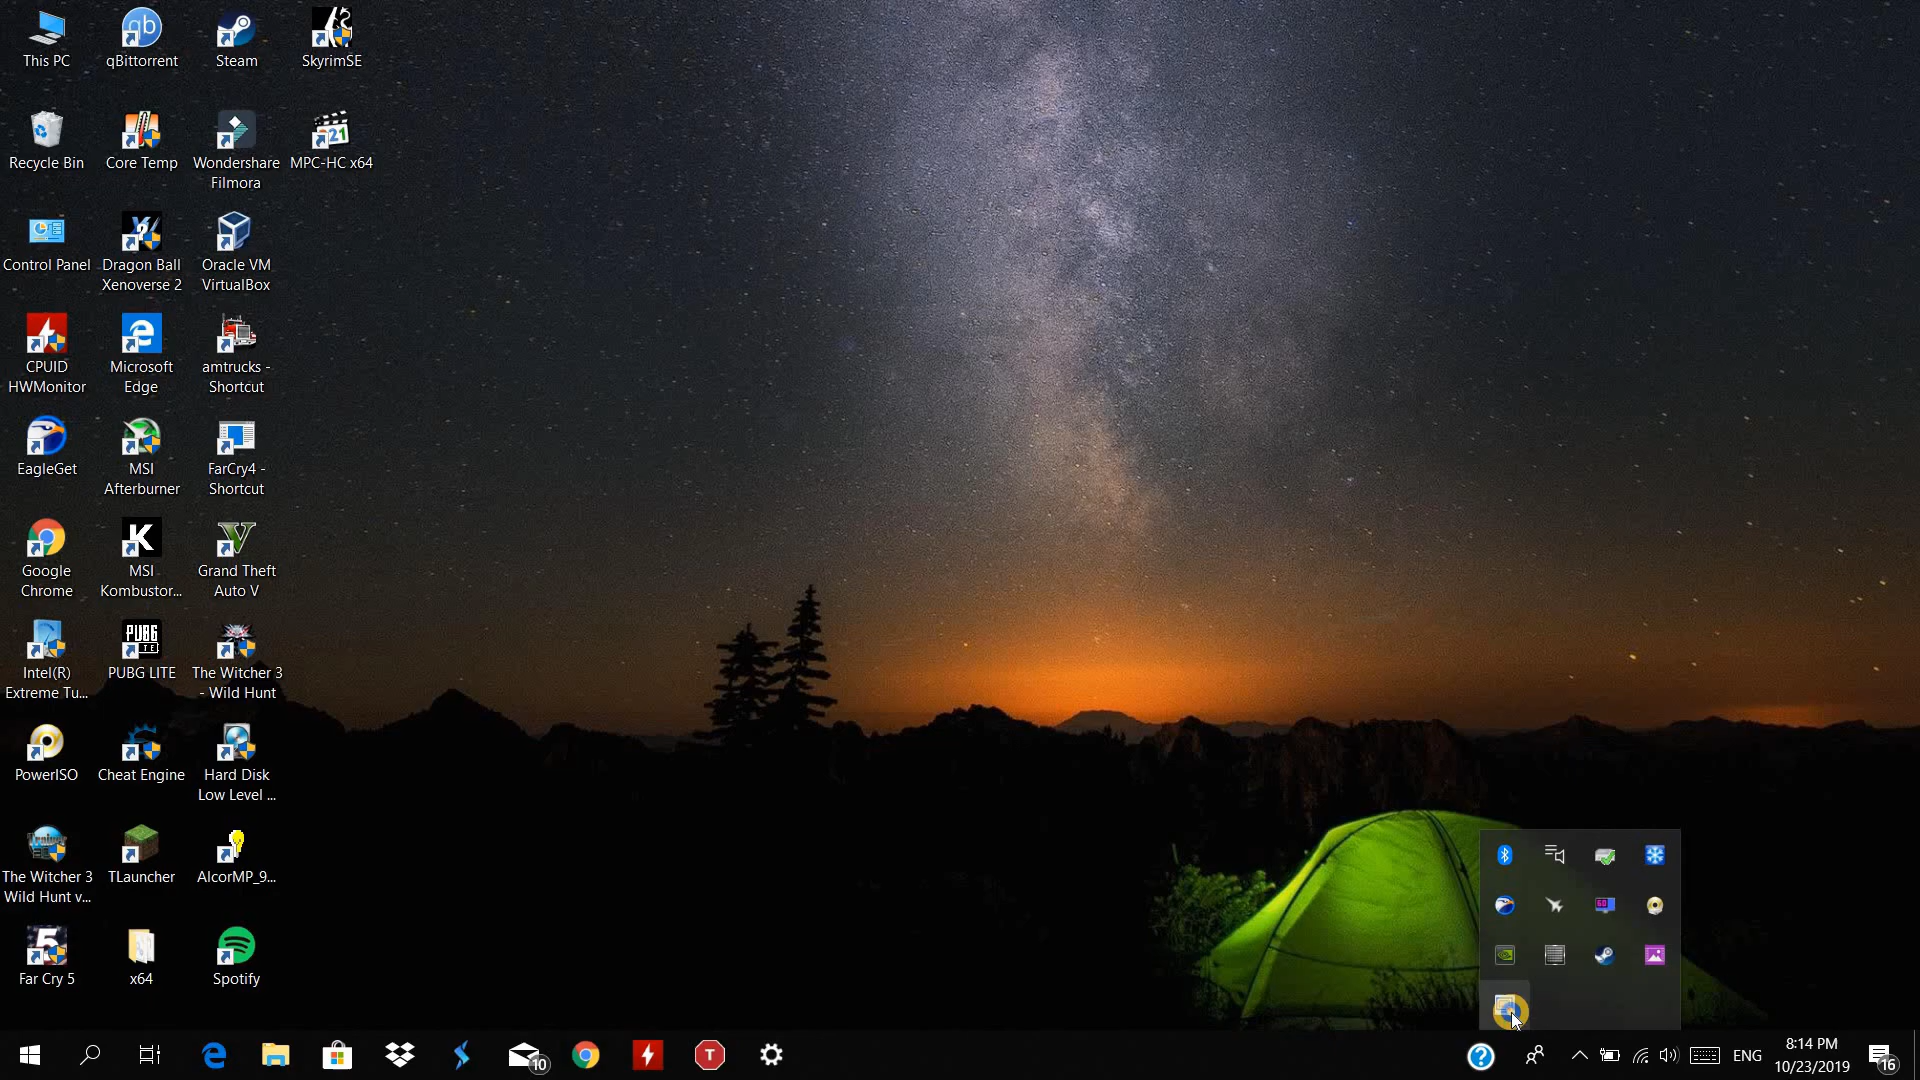 This PC
qBittorrent
Steam
SkyrimSE
Recycle Bin
Core Temp
Wondershare
Filmora
MPC-HC x64
Control Panel
Dragon Ball
Xenoverse 2
Oracle VM
VirtualBox
CPUID
HWMonitor
Microsoft
Edge
amtrucks -
Shortcut
EagleGet
MSI
Afterburner
FarCry4 -
Shortcut
Google
Chrome
MSI
Kombustor...
Grand Theft
Auto V
Intel(R)
Extreme Tu...
PUBG LITE
The Witcher 3
- Wild Hunt
PowerISO
Cheat Engine
Hard Disk
Low Level ...
The Witcher 3
Wild Hunt v...
TLauncher
AlcorMP_9...
Far Cry 5
x64
Spotify
10
ENG
8:14 PM
10/23/2019
16